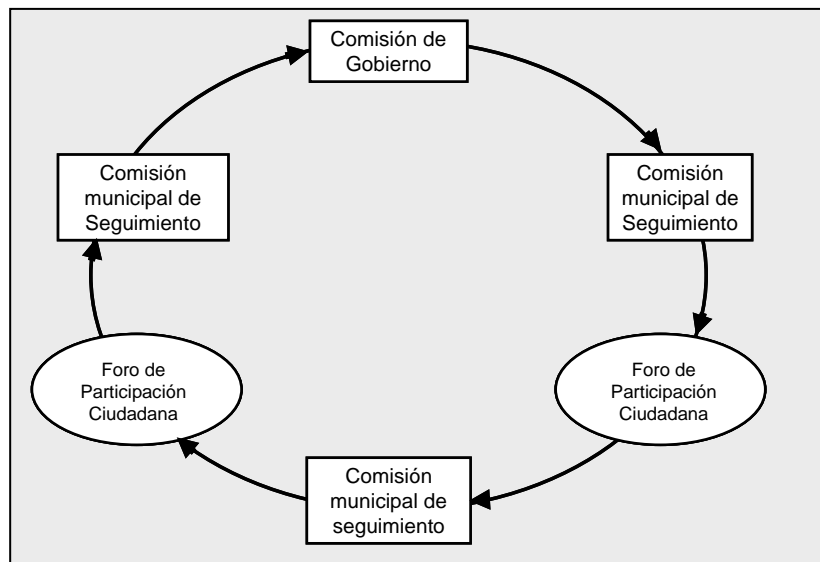 Comisión de
Gobierno
Comisión
municipal de
Seguimiento
Comisión
municipal de
Seguimiento
Foro de
Participación
Ciudadana
Foro de
Participación
Ciudadana
Comisión
municipal de
seguimiento